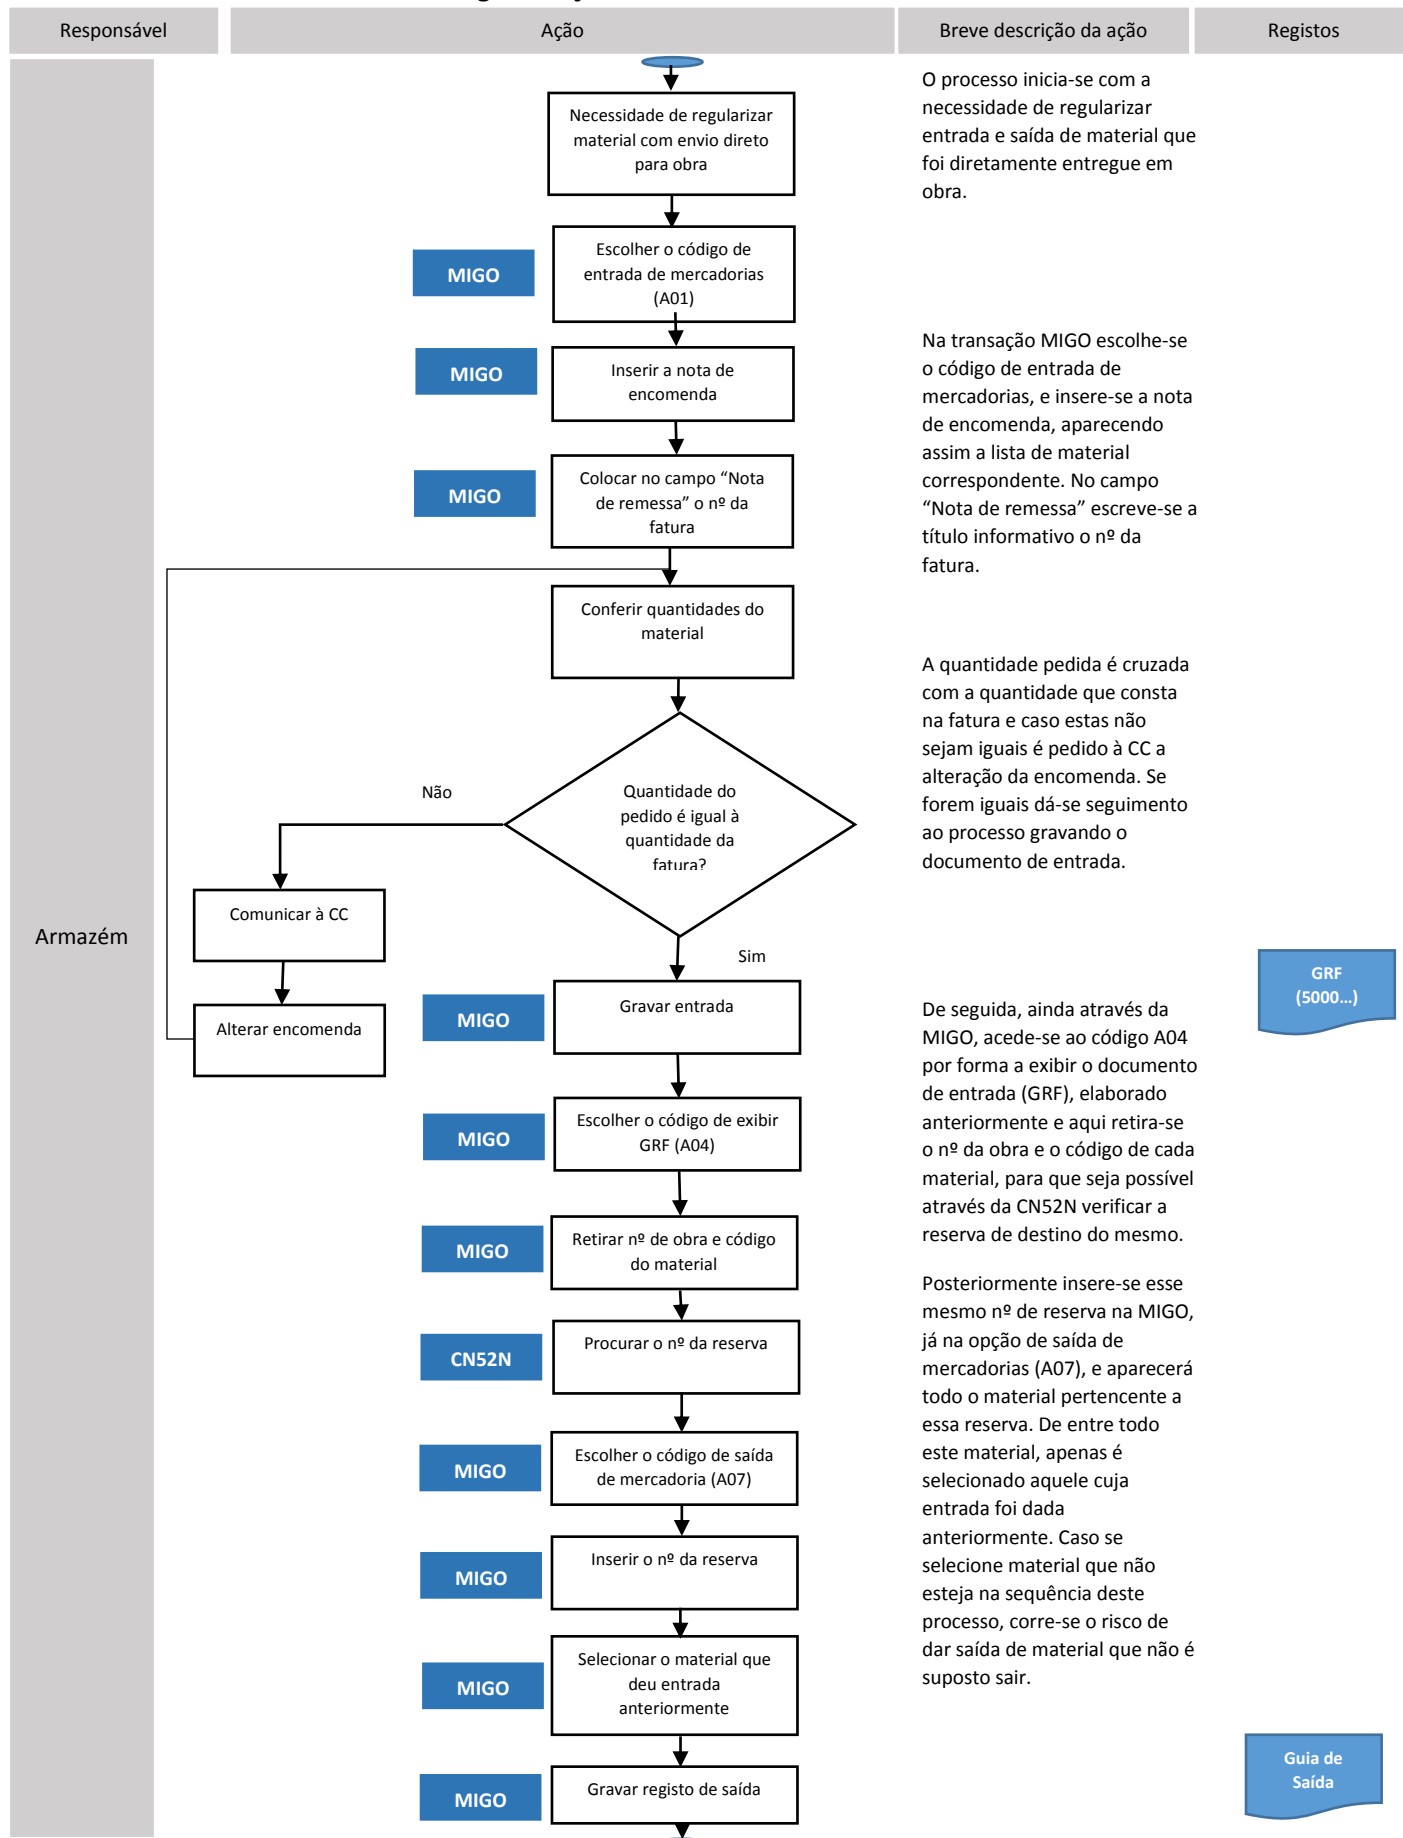 Responsável
Ação
Breve descrição da ação
Registos
Armazém
Necessidade de regularizar
material com envio direto
para obra
O processo inicia-se com a
necessidade de regularizar
entrada e saída de material que
foi diretamente entregue em
obra.
MIGO
Escolher o código de
entrada de mercadorias
(A01)
MIGO
Inserir a nota de
encomenda
MIGO
Colocar no campo “Nota
de remessa” o nº da
fatura
Na transação MIGO escolhe-se
o código de entrada de
mercadorias, e insere-se a nota
de encomenda, aparecendo
assim a lista de material
correspondente. No campo
“Nota de remessa” escreve-se a
título informativo o nº da
fatura.
Conferir quantidades do
material
Quantidade do
pedido é igual à
quantidade da
fatura?
Não
Sim
A quantidade pedida é cruzada
com a quantidade que consta
na fatura e caso estas não
sejam iguais é pedido à CC a
alteração da encomenda. Se
forem iguais dá-se seguimento
ao processo gravando o
documento de entrada.
Comunicar à CC
Alterar encomenda
MIGO
Gravar entrada
GRF
(5000...)
MIGO
Escolher o código de exibir
GRF (A04)
MIGO
Retirar nº de obra e código
do material
CN52N
Procurar o nº da reserva
De seguida, ainda através da
MIGO, acede-se ao código A04
por forma a exibir o documento
de entrada (GRF), elaborado
anteriormente e aqui retira-se
o nº da obra e o código de cada
material, para que seja possível
através da CN52N verificar a
reserva de destino do mesmo.
MIGO
Escolher o código de saída
de mercadoria (A07)
MIGO
Inserir o nº da reserva
MIGO
Selecionar o material que
deu entrada
anteriormente
Posteriormente insere-se esse
mesmo nº de reserva na MIGO,
já na opção de saída de
mercadorias (A07), e aparecerá
todo o material pertencente a
essa reserva. De entre todo
este material, apenas é
selecionado aquele cuja
entrada foi dada
anteriormente. Caso se
selecione material que não
esteja na sequência deste
processo, corre-se o risco de
dar saída de material que não é
suposto sair.
MIGO
Gravar registo de saída
Guia de
Saída